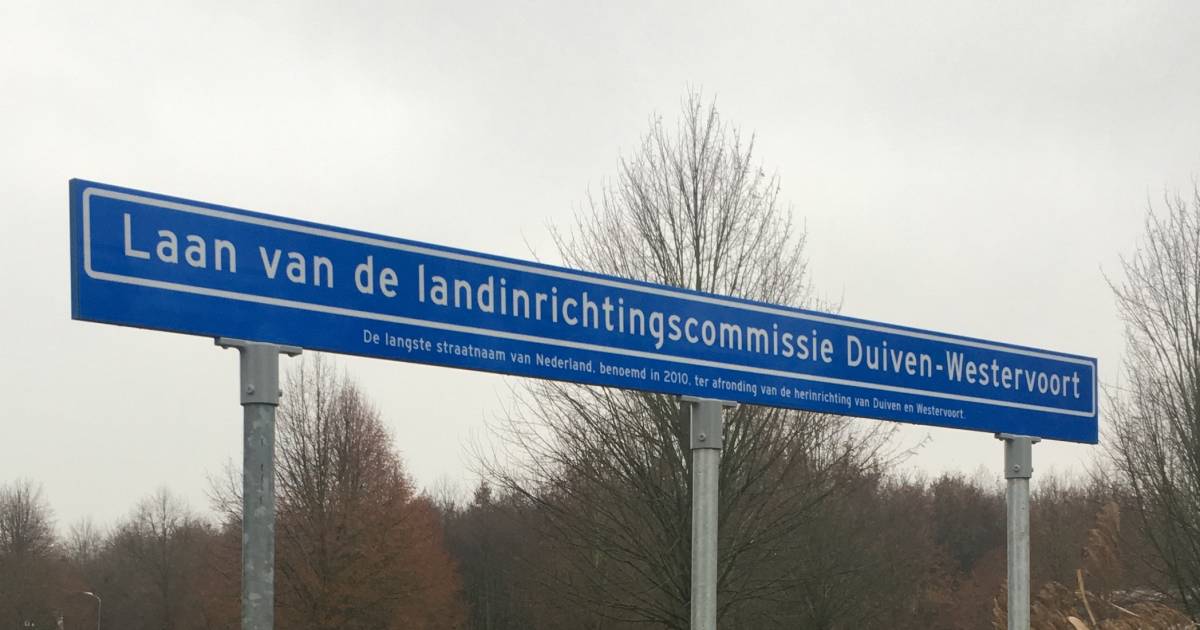 Laan van de landinrichtingscommissie Duiven-Westervoort
De langste straatnaam van Nederland, benoemd in 2010, ter afronding van de herinrichting van Duiven en Westervoort.